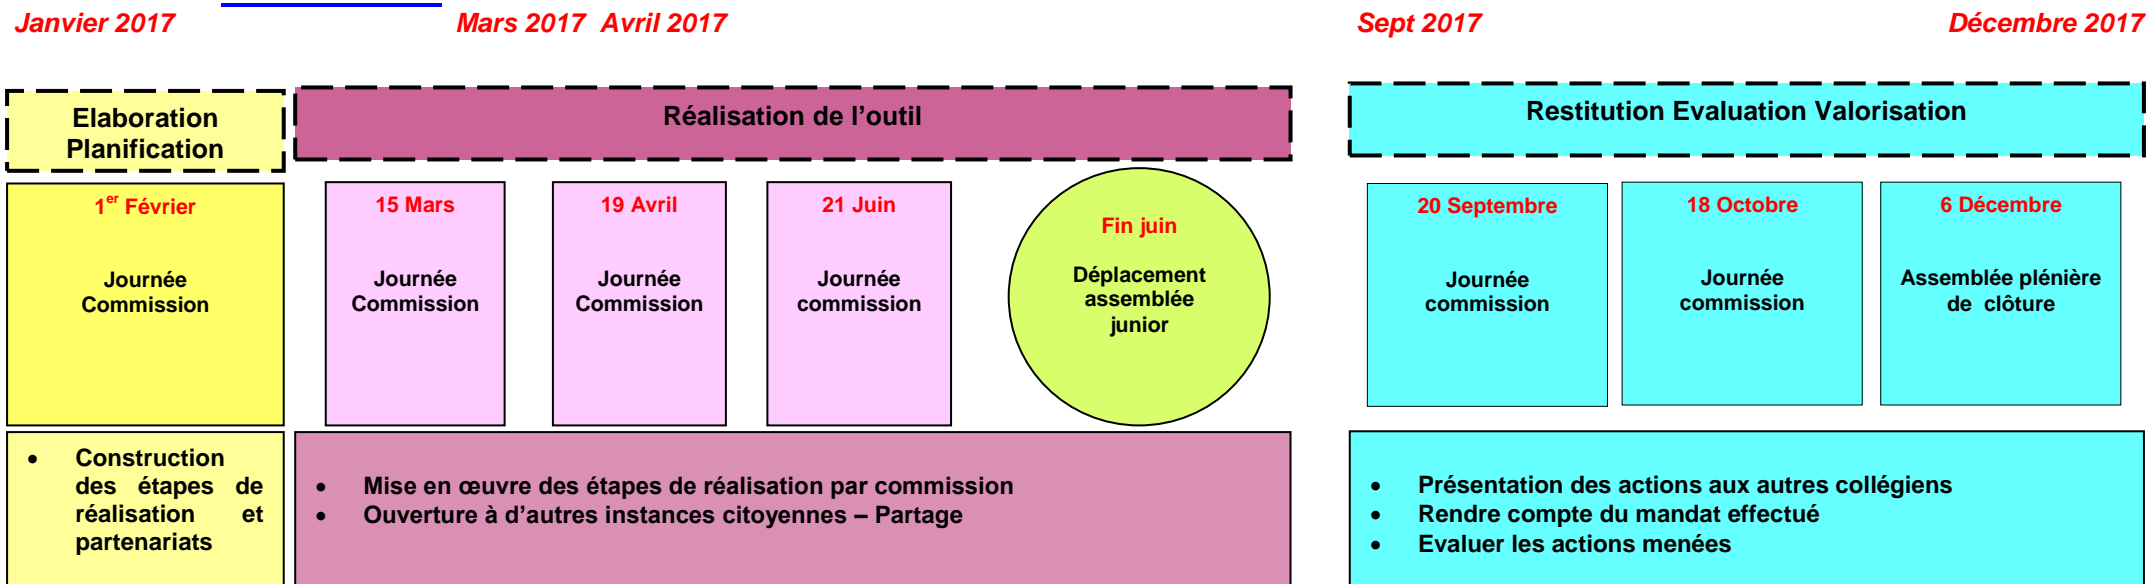 Janvier 2017 Mars 2017 Avril 2017 Sept 2017 Décembre 2017
Elaboration
Planification
Réalisation de l’outil
Restitution Evaluation Valorisation
1er Février
Journée
Commission
15 Mars
Journée
Commission
19 Avril
Journée
Commission
21 Juin
Journée
commission
Fin juin
Déplacement
assemblée
junior
20 Septembre
Journée
commission
18 Octobre
Journée
commission
6 Décembre
Assemblée plénière
de clôture
• Construction
des étapes de
réalisation et
partenariats
• Mise en œuvre des étapes de réalisation par commission
• Ouverture à d’autres instances citoyennes – Partage
• Présentation des actions aux autres collégiens
• Rendre compte du mandat effectué
• Evaluer les actions menées